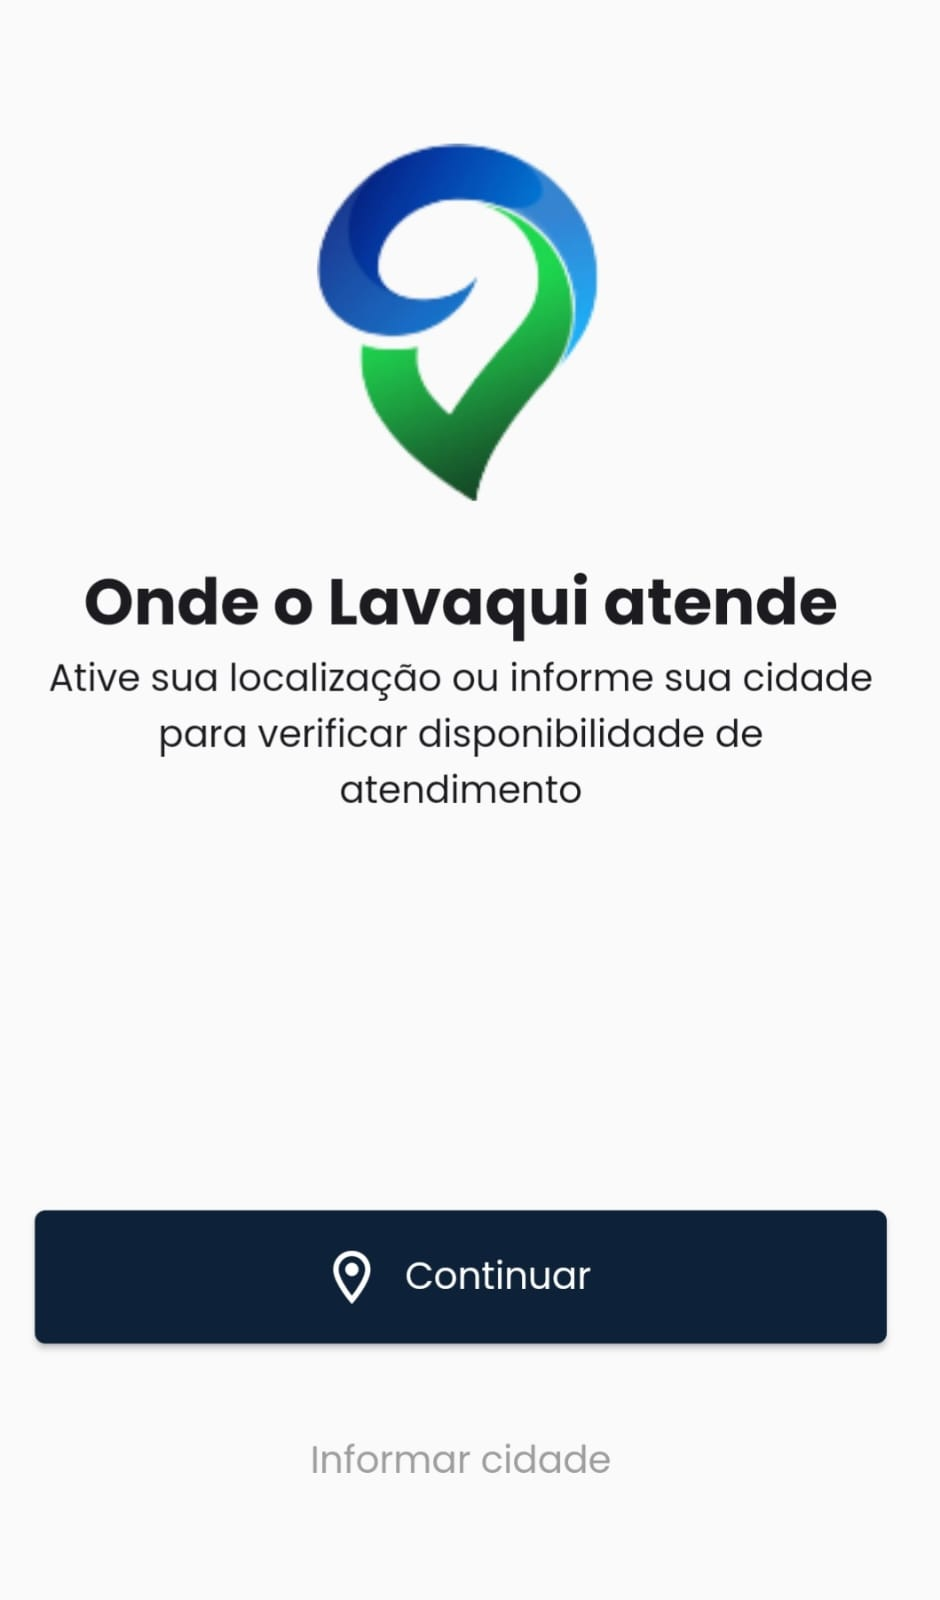 Onde o Lavaqui atende
Ative sua localização ou informe sua cidade
para verificar disponibilidade de
atendimento
Continuar
Informar cidade